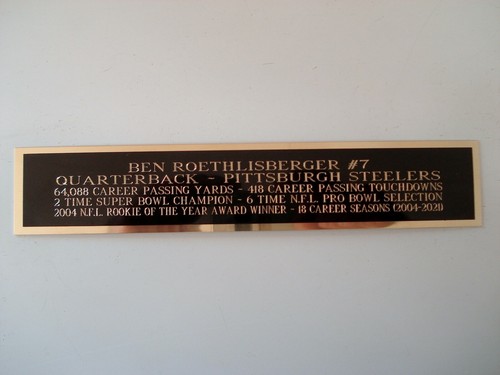 BEN ROETHLISBERGER #7
QUARTERBACK - PITTSBURGH STEELERS
64,088 CAREER PASSING YARDS - 418 CAREER PASSING TOUCHDOWNS
2 TIME SUPER BOWL CHAMPION - 6 TIME N.F.L. PRO BOWL SELECTION
2004 N.F.L. ROOKIE OF THE YEAR AWARD WINNER - 18 CAREER SEASONS (2004-2021)